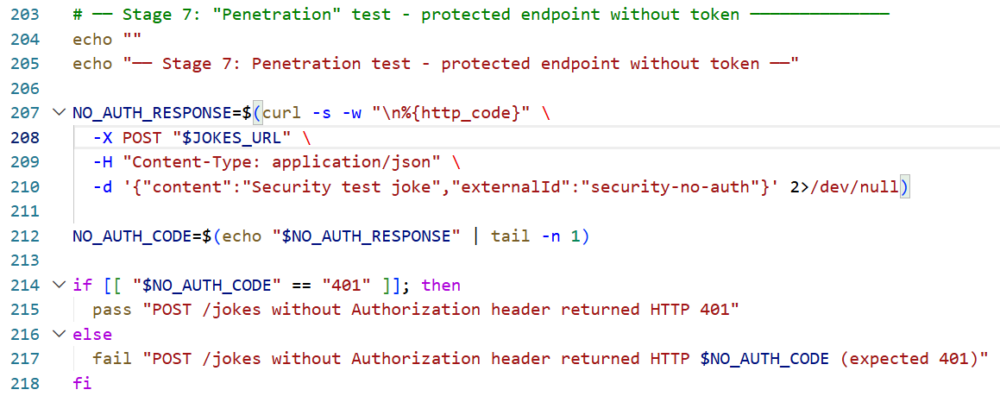 203 # ── Stage 7: "Penetration" test - protected endpoint without token ──────────────
204 echo ""
205 echo "── Stage 7: Penetration test - protected endpoint without token ──"
206
207 NO_AUTH_RESPONSE=$(curl -s -w "\n%{http_code}" \
208   -X POST "$JOKES_URL" \
209   -H "Content-Type: application/json" \
210   -d '{"content":"Security test joke","externalId":"security-no-auth"}' 2>/dev/null)
211
212 NO_AUTH_CODE=$(echo "$NO_AUTH_RESPONSE" | tail -n 1)
213
214 if [[ "$NO_AUTH_CODE" == "401" ]]; then
215   pass "POST /jokes without Authorization header returned HTTP 401"
216 else
217   fail "POST /jokes without Authorization header returned HTTP $NO_AUTH_CODE (expected 401)"
218 fi